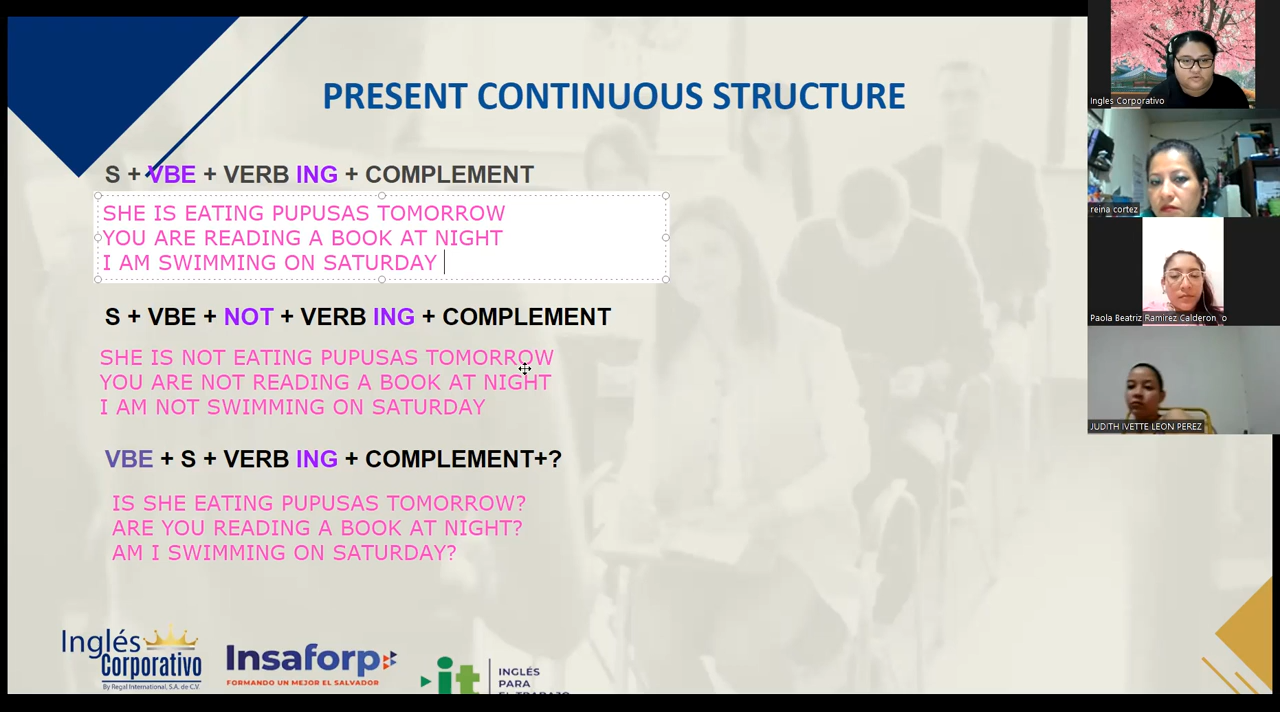 PRESENT CONTINUOUS STRUCTURE
S + VBE + VERB ING + COMPLEMENT
SHE IS EATING PUPUSAS TOMORROW
YOU ARE READING A BOOK AT NIGHT
I AM SWIMMING ON SATURDAY
S + VBE + NOT + VERB ING + COMPLEMENT
SHE IS NOT EATING PUPUSAS TOMORROW
YOU ARE NOT READING A BOOK AT NIGHT
I AM NOT SWIMMING ON SATURDAY
VBE + S + VERB ING + COMPLEMENT+?
IS SHE EATING PUPUSAS TOMORROW?
ARE YOU READING A BOOK AT NIGHT?
AM I SWIMMING ON SATURDAY?
Inglés
Corporativo
By Regal International, S.A. de C.V.
Insaforp
FORMANDO UN MEJOR EL SALVADOR
it
INGLÉS
PARA
EL TRABAJO
Ingles Corporativo
reina cortez
Paola Beatriz Ramirez Calderon_o
JUDITH IVETTE LEON PEREZ